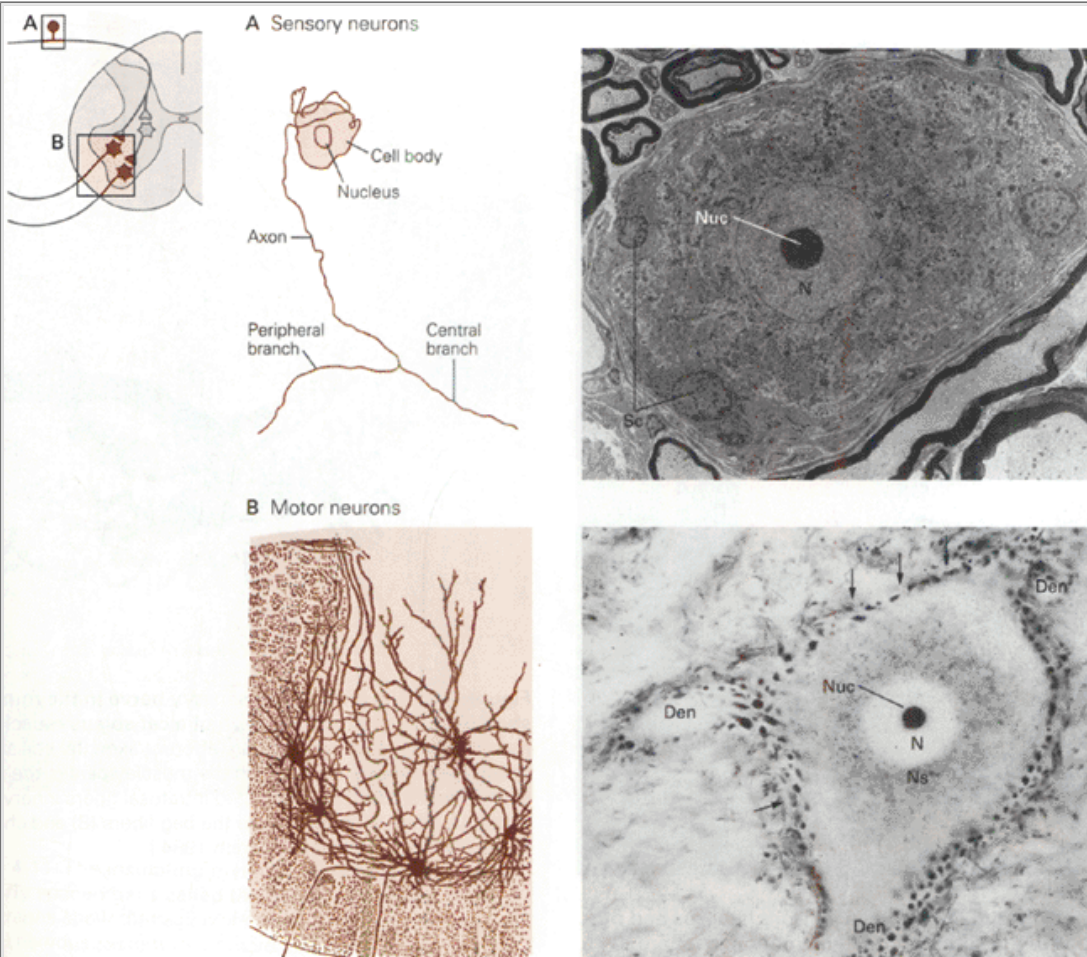 A
B
A Sensory neurons
Cell body
Nucleus
Axon
Peripheral
branch
Central
branch
Nuc
N
Sc
B Motor neurons
Den
Den
Nuc
N
Ns
Den